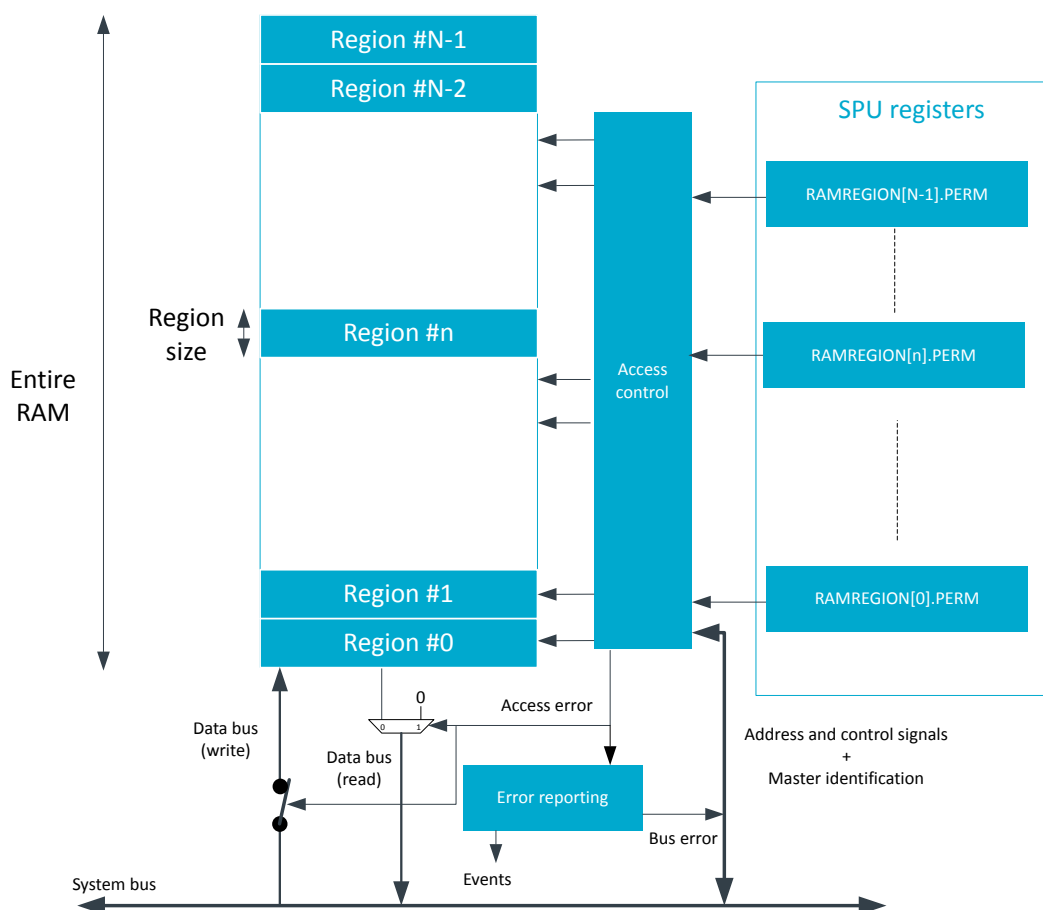 Region #N-1
Region #N-2
SPU registers
RAMREGION[N-1].PERM
Region
size
Region #n
RAMREGION[n].PERM
Entire
RAM
Access
control
Region #1
RAMREGION[0].PERM
Region #0
0
Access error
0 1
Data bus
(write)
Data bus
(read)
Address and control signals
+
Master identification
Error reporting
Bus error
Events
System bus